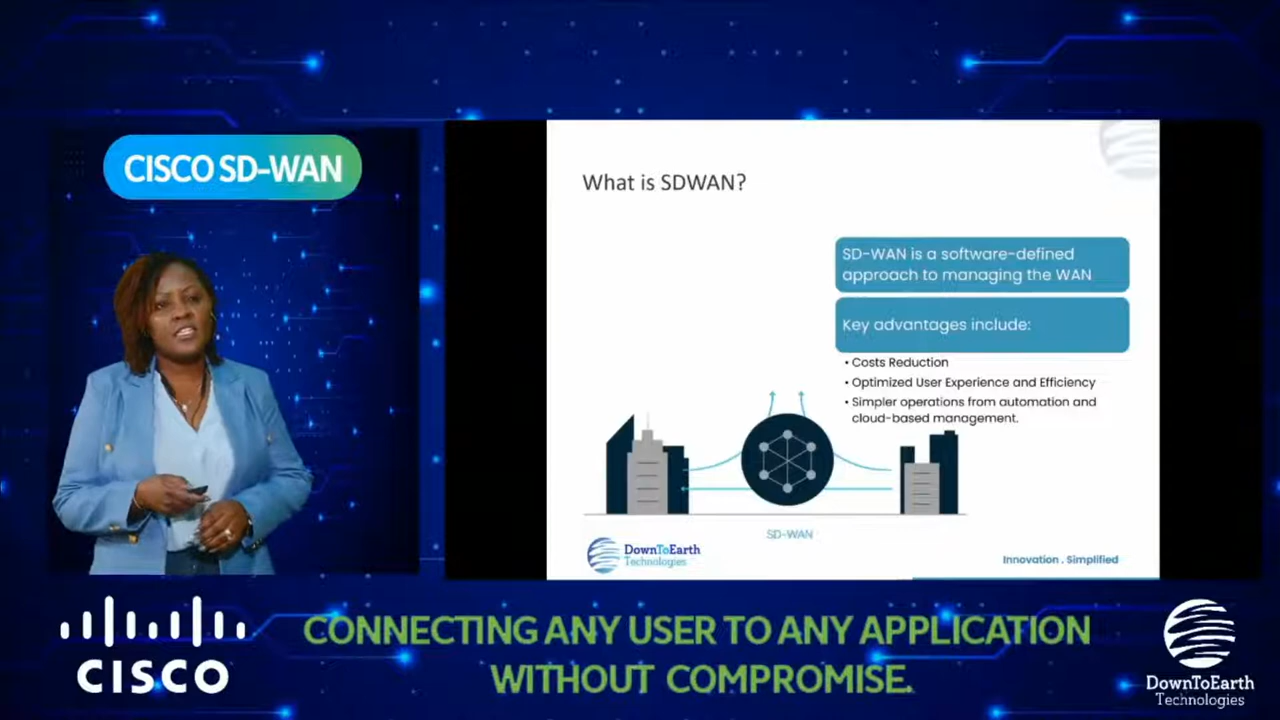 CISCO SD-WAN
What is SDWAN?
SD-WAN is a software-defined
approach to managing the WAN
Key advantages include:
• Costs Reduction
• Optimized User Experience and Efficiency
• Simpler operations from automation and
cloud-based management.
SD-WAN
DownToEarth
Technologies
Innovation . Simplified
CISCO
CONNECTING ANY USER TO ANY APPLICATION
WITHOUT COMPROMISE.
DownToEarth
Technologies